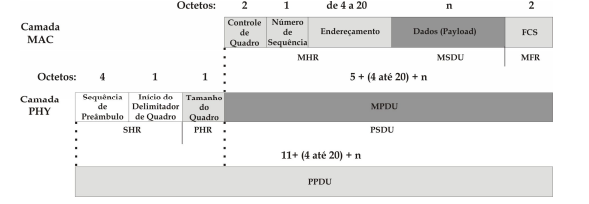 Octetos: 2 1 de 4 a 20 n 2
Camada MAC
Controle de Quadro
Número de Sequência
Endereçamento
Dados (Payload)
FCS
MHR MSDU MFR
Octetos: 4 1 1 5 + (4 até 20) + n
Camada PHY
Sequência de Preâmbulo
Início do Delimitador de Quadro
Tamanho do Quadro
MPDU
SHR PHR PSDU
11+ (4 até 20) + n
PPDU